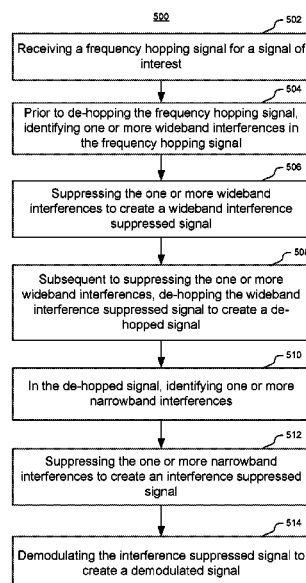 500
502
Receiving a frequency hopping signal for a signal of
interest
504
Prior to de-hopping the frequency hopping signal,
identifying one or more wideband interferences in
the frequency hopping signal
506
Suppressing the one or more wideband
interferences to create a wideband interference
suppressed signal
508
Subsequent to suppressing the one or more
wideband interferences, de-hopping the wideband
interference suppressed signal to create a de-
hopped signal
510
In the de-hopped signal, identifying one or more
narrowband interferences
512
Suppressing the one or more narrowband
interferences to create an interference suppressed
signal
514
Demodulating the interference suppressed signal to
create a demodulated signal